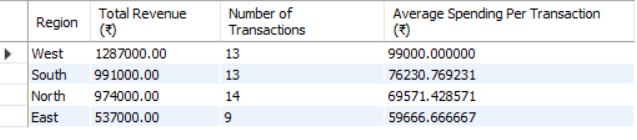 Region Total Revenue (₹) Number of Transactions Average Spending Per Transaction (₹)
West 1287000.00 13 99000.000000
South 991000.00 13 76230.769231
North 974000.00 14 69571.428571
East 537000.00 9 59666.666667